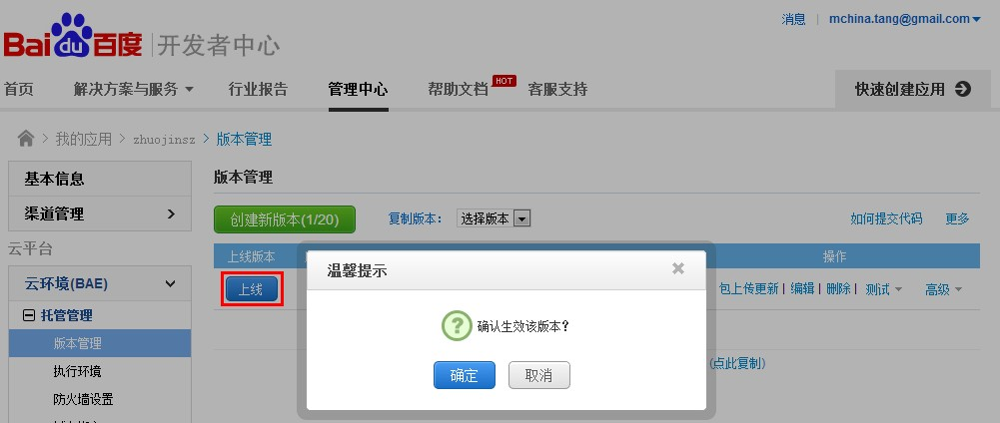 消息 | mchina.tang@gmail.com
Bai du 百度 | 开发者中心
首页 解决方案与服务 行业报告 管理中心 帮助文档 HOT 客服支持 快速创建应用
我的应用 > zhuojinsz > 版本管理
基本信息
渠道管理
云平台
云环境(BAE)
托管管理
版本管理
执行环境
防火墙设置
版本管理
创建新版本(1/20) 复制版本： 选择版本 如何提交代码 更多
上线版本 操作
上线 包上传更新 | 编辑 | 删除 | 测试 高级
(点此复制)
温馨提示
确认生效该版本?
确定 取消